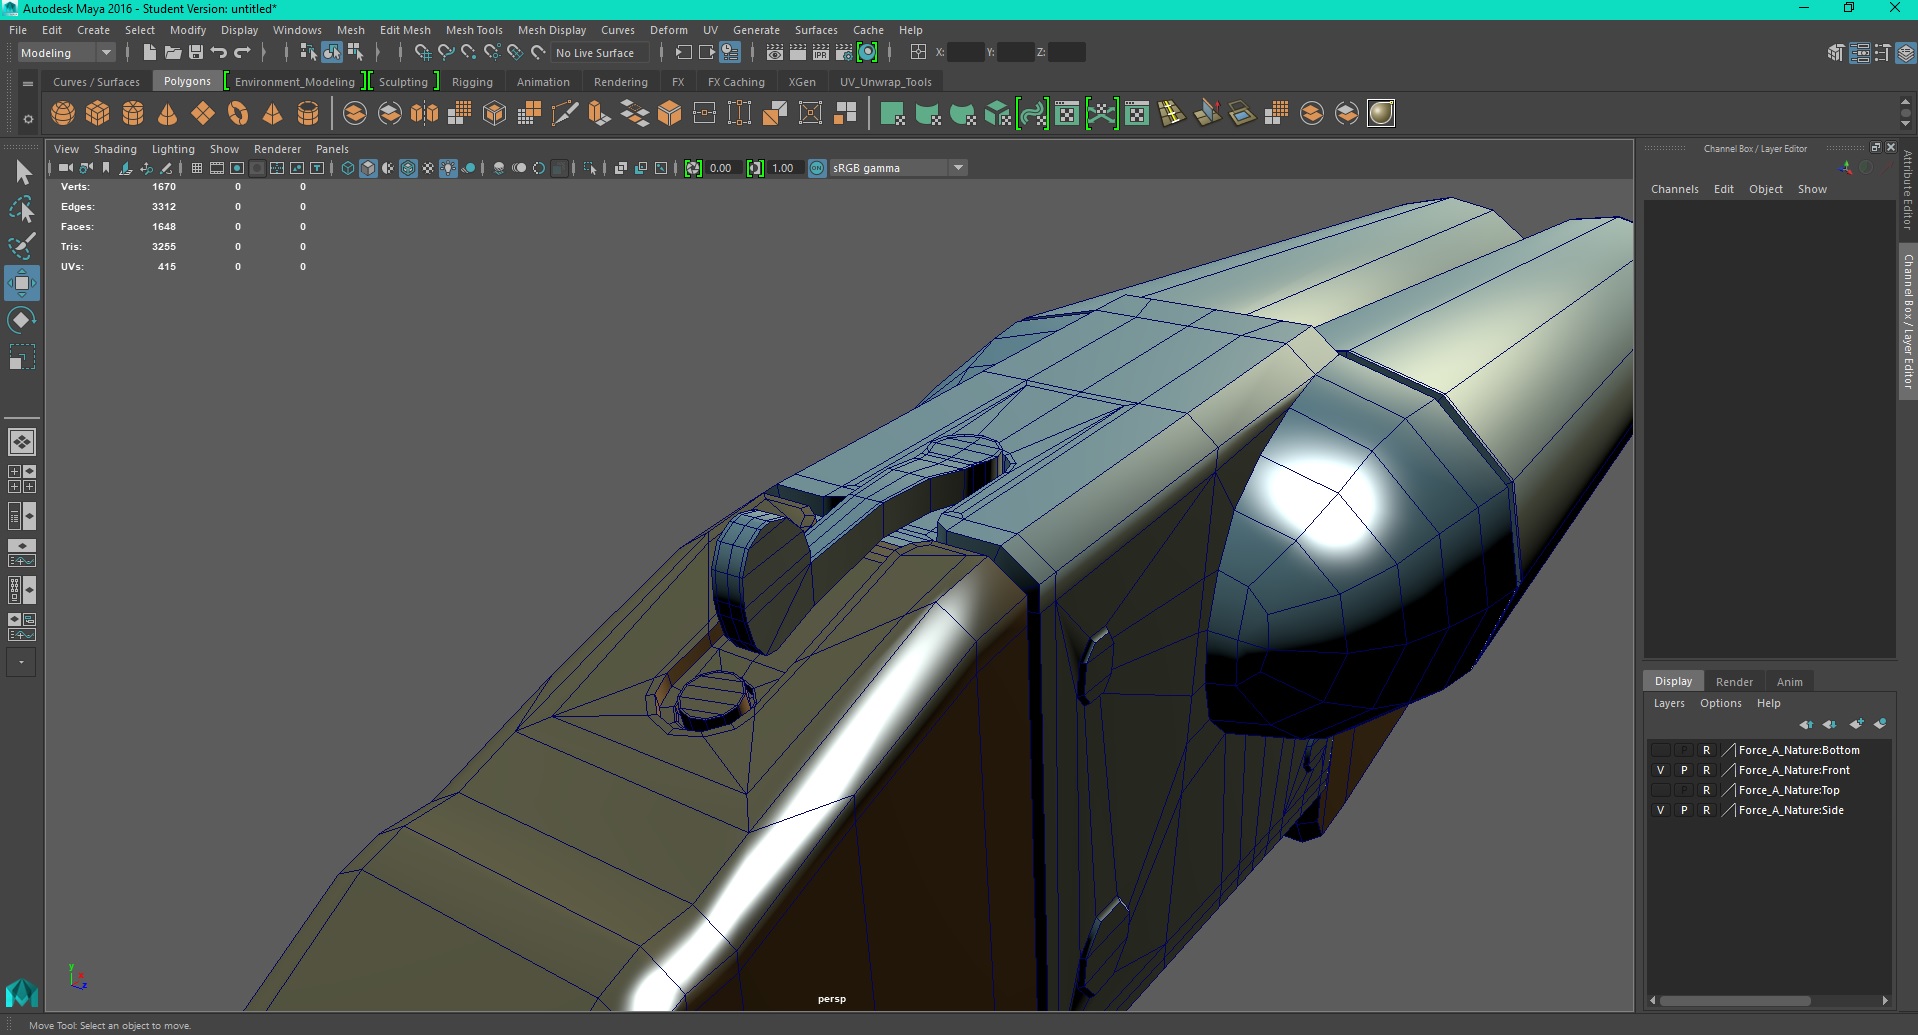 Autodesk Maya 2016 - Student Version: untitled*
File Edit Create Select Modify Display Windows Mesh Edit Mesh Mesh Tools Mesh Display Curves Deform UV Generate Surfaces Cache Help
Modeling No Live Surface IPR X: Y: Z:
Curves / Surfaces Polygons Environment_Modeling Sculpting Rigging Animation Rendering FX FX Caching XGen UV_Unwrap_Tools
View Shading Lighting Show Renderer Panels
0.00 1.00 ON sRGB gamma
Verts: 1670 0 0
Edges: 3312 0 0
Faces: 1648 0 0
Tris: 3255 0 0
UVs: 415 0 0
y x z
persp
Channel Box / Layer Editor
Channels Edit Object Show
Attribute Editor
Channel Box / Layer Editor
Display Render Anim
Layers Options Help
P R Force_A_Nature:Bottom
V P R Force_A_Nature:Front
P R Force_A_Nature:Top
V P R Force_A_Nature:Side
Move Tool: Select an object to move.